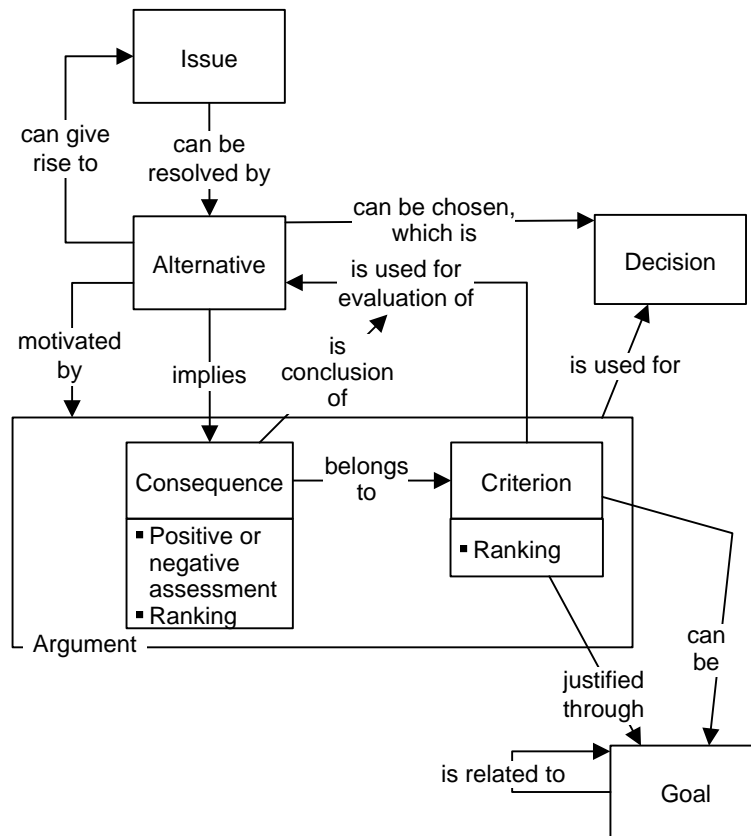 Issue
can give
rise to
can be
resolved by
can be chosen,
which is
Alternative
Decision
is used for
evaluation of
motivated
by
implies
is
conclusion
of
is used for
Consequence
belongs
to
Criterion
▪ Positive or
negative
assessment
▪ Ranking
▪ Ranking
Argument
can
be
justified
through
is related to
Goal